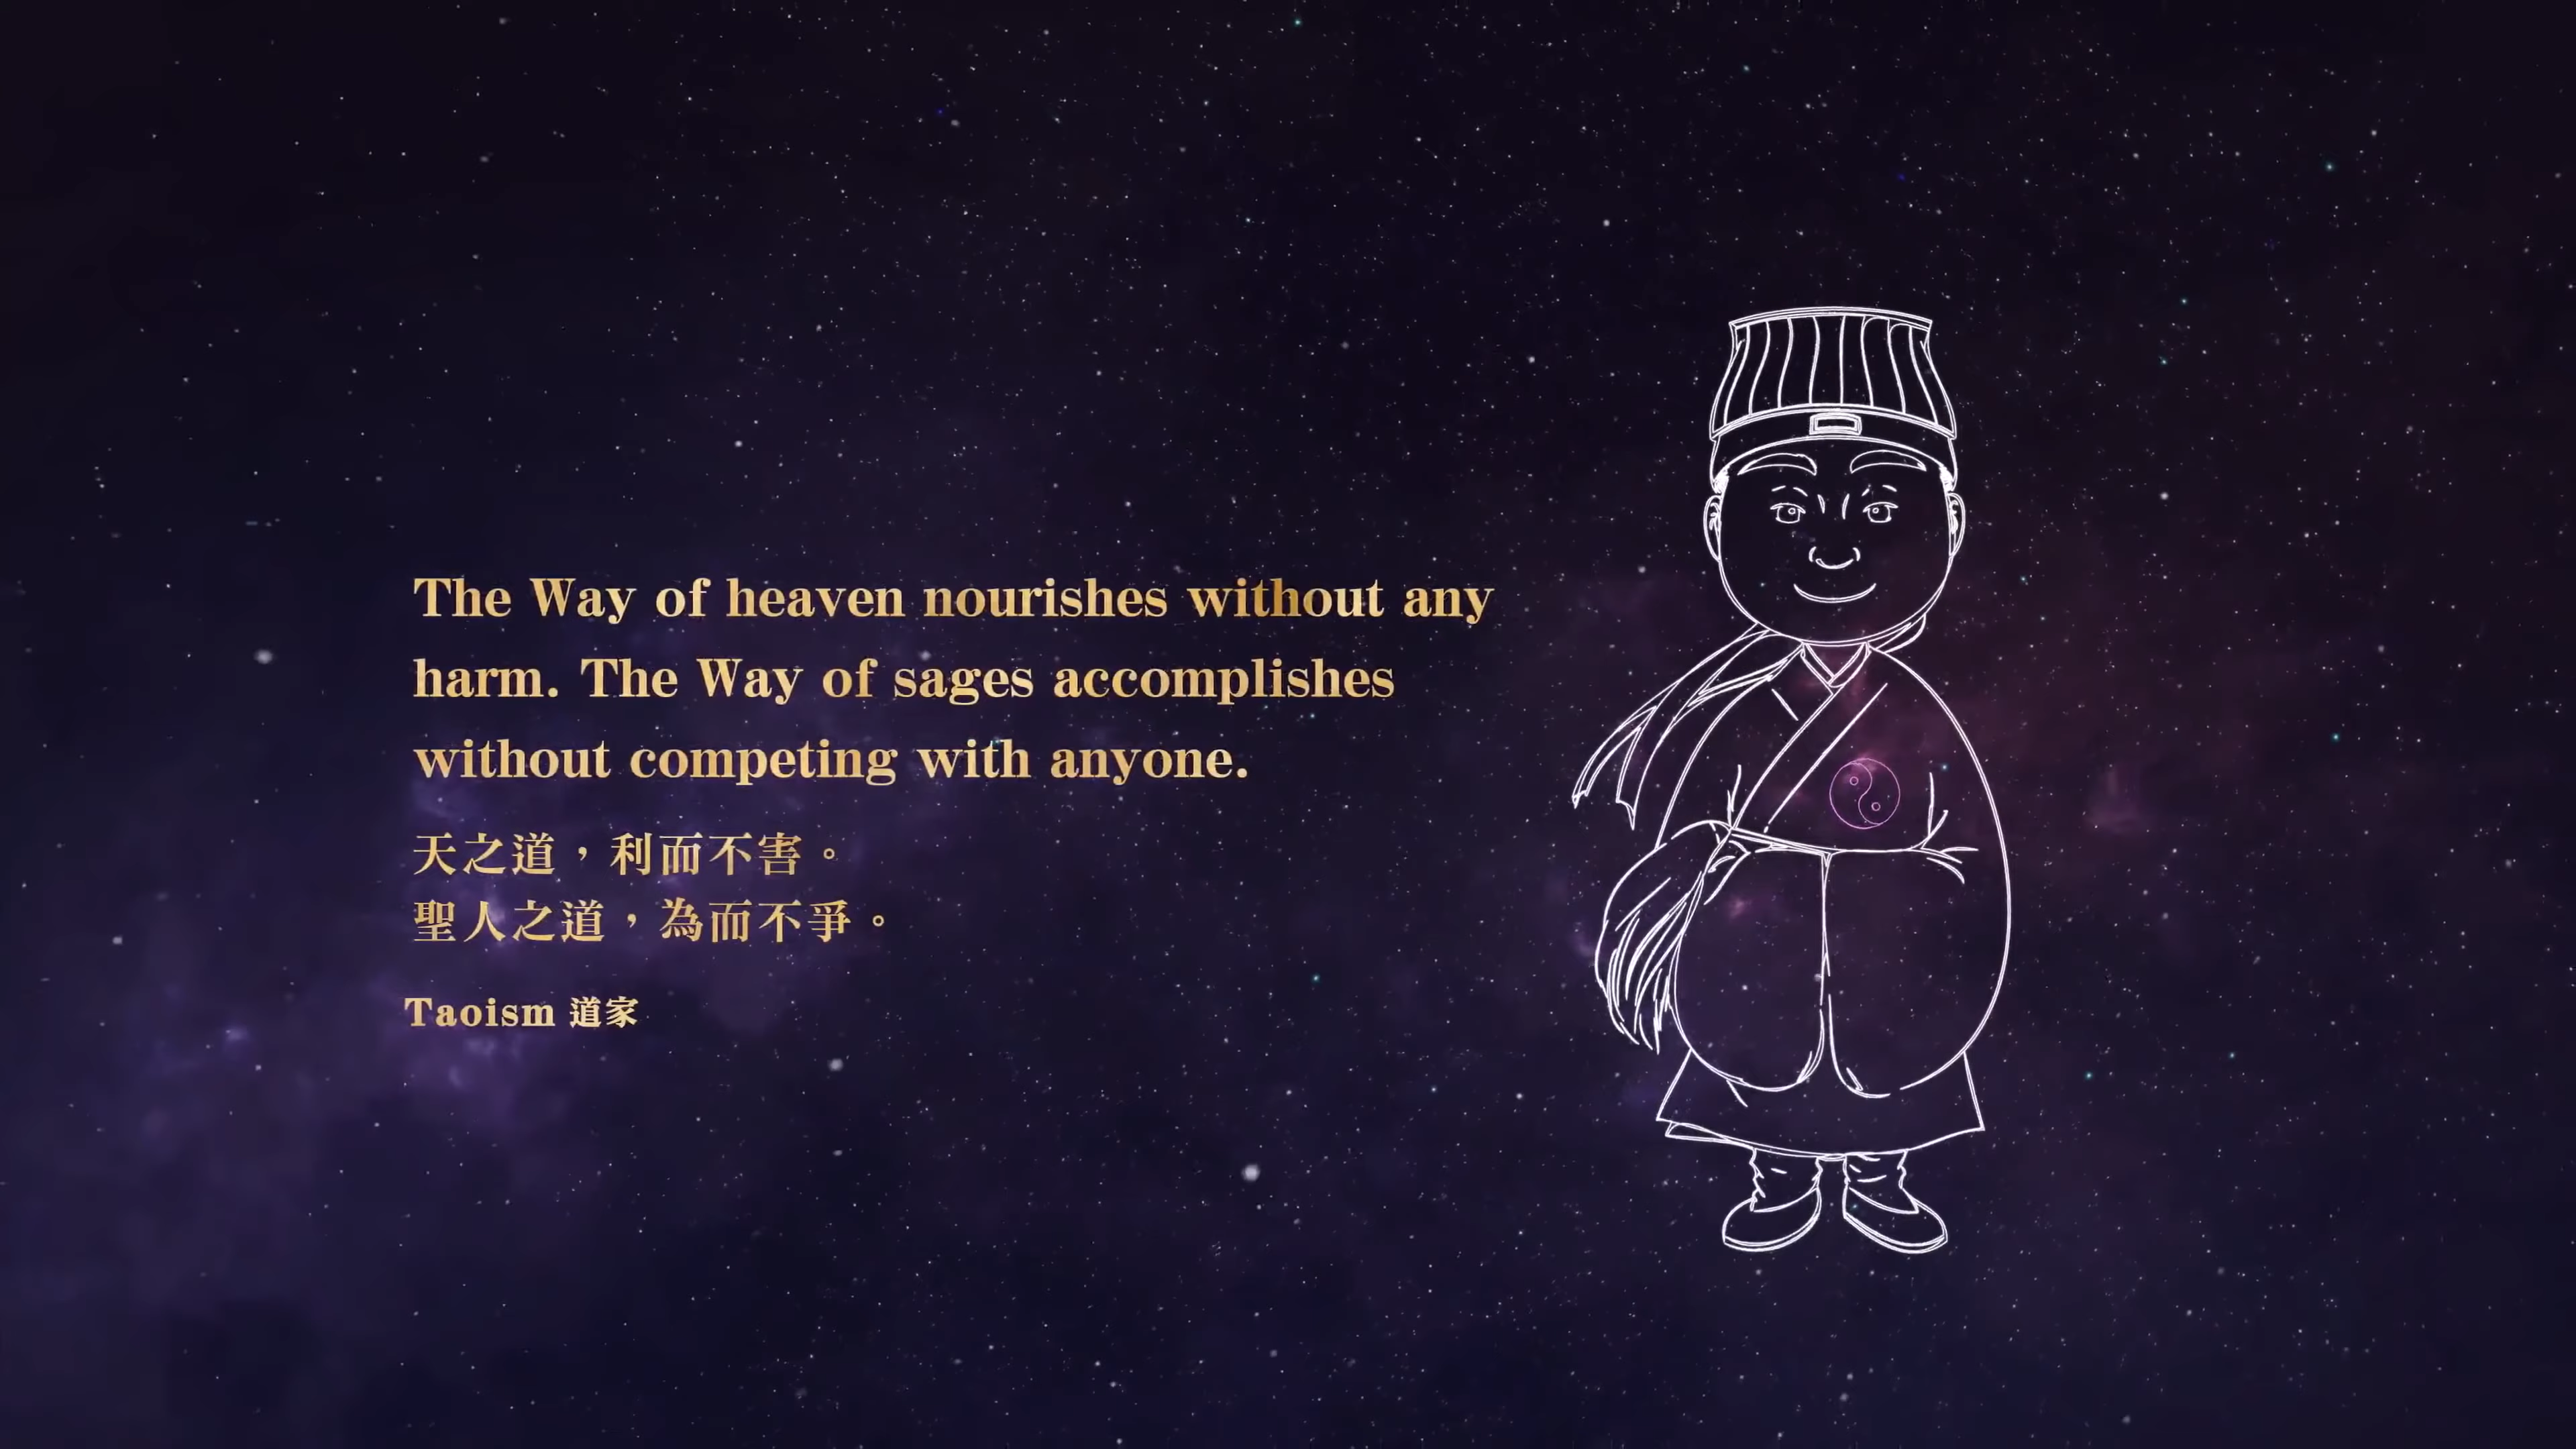 The Way of heaven nourishes without any
harm. The Way of sages accomplishes
without competing with anyone.
天之道，利而不害。
聖人之道，為而不爭。
Taoism 道家